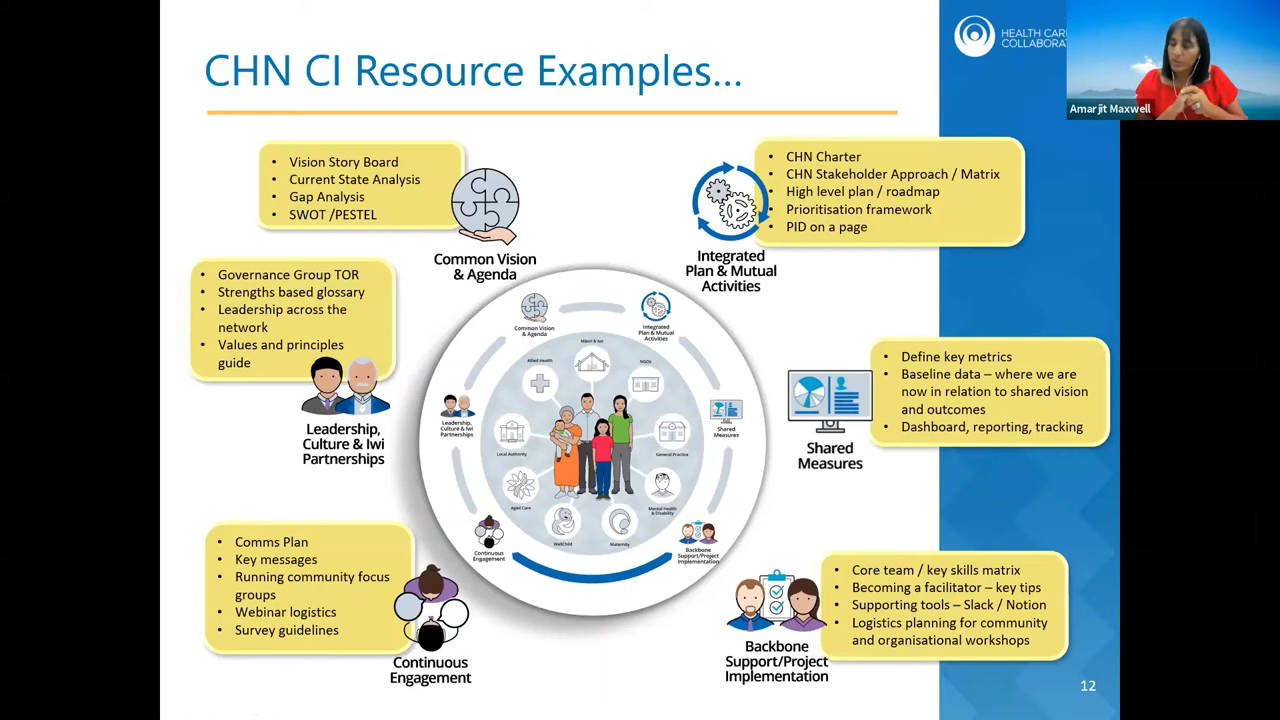 CHN CI Resource Examples...
HEALTH CAR
COLLABORA
Amarjit Maxwell
• Vision Story Board
• Current State Analysis
• Gap Analysis
• SWOT /PESTEL
Common Vision
& Agenda
• CHN Charter
• CHN Stakeholder Approach / Matrix
• High level plan / roadmap
• Prioritisation framework
• PID on a page
Integrated
Plan & Mutual
Activities
• Governance Group TOR
• Strengths based glossary
• Leadership across the
network
• Values and principles
guide
Leadership,
Culture & Iwi
Partnerships
• Define key metrics
• Baseline data – where we are
now in relation to shared vision
and outcomes
• Dashboard, reporting, tracking
Shared
Measures
• Comms Plan
• Key messages
• Running community focus
groups
• Webinar logistics
• Survey guidelines
Continuous
Engagement
• Core team / key skills matrix
• Becoming a facilitator – key tips
• Supporting tools – Slack / Notion
• Logistics planning for community
and organisational workshops
Backbone
Support/Project
Implementation
Common Vision
& Agenda
Integrated
Plan & Mutual
Activities
Māori & Iwi
Allied Health
NGOs
Leadership,
Culture & Iwi
Partnerships
Shared
Measures
Local Authority
General Practice
Aged Care
Mental Health
& Disability
WellChild
Maternity
Continuous
Engagement
Backbone
Support/Project
Implementation
12